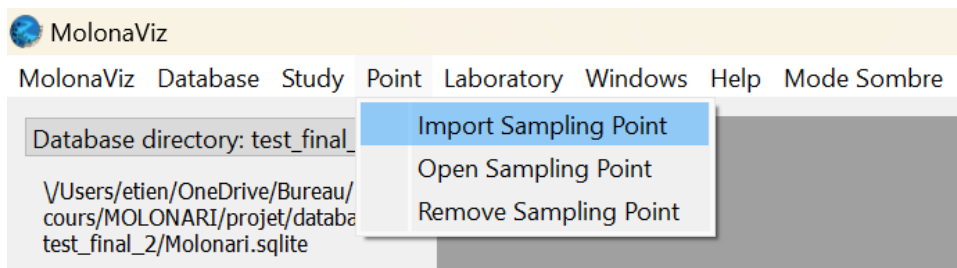 MolonaViz
MolonaViz Database Study Point Laboratory Windows Help Mode Sombre
Database directory: test_final_
Import Sampling Point
Open Sampling Point
Remove Sampling Point
\/Users/etien/OneDrive/Bureau/
cours/MOLONARI/projet/databa
test_final_2/Molonari.sqlite